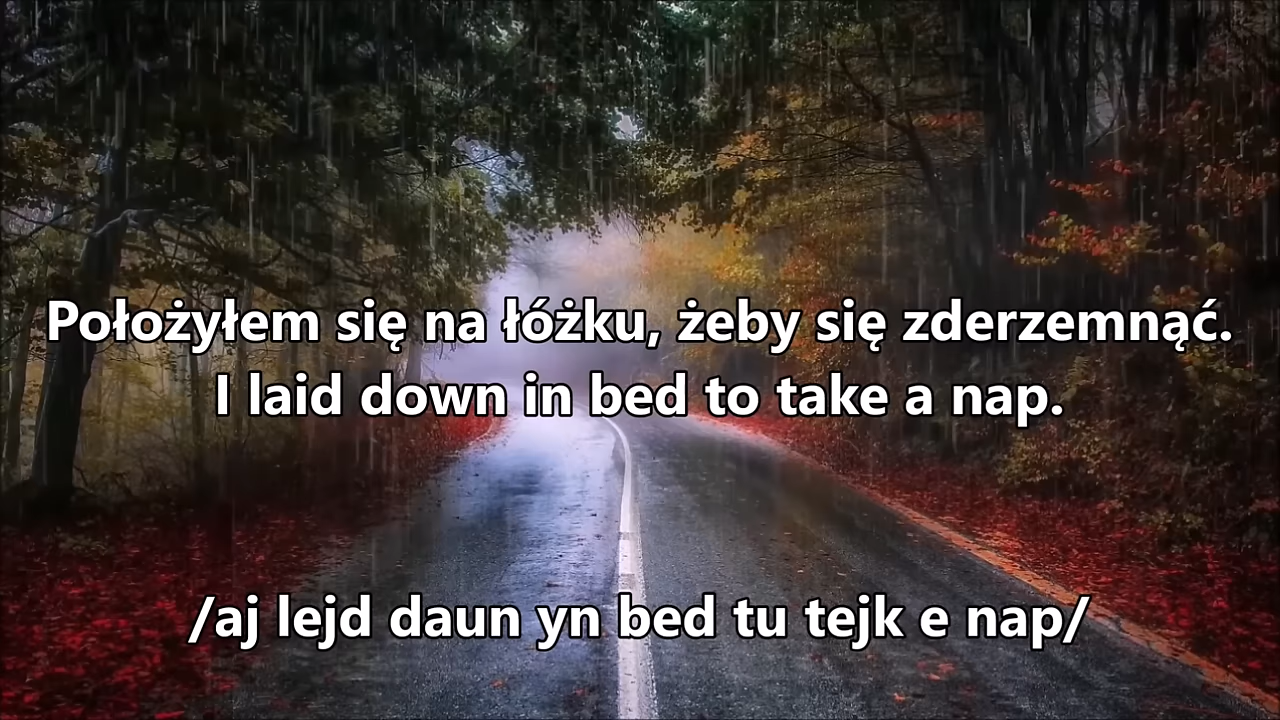 Położyłem się na łóżku, żeby się zderzemnąć.
I laid down in bed to take a nap.
/aj lejd daun yn bed tu tejk e nap/